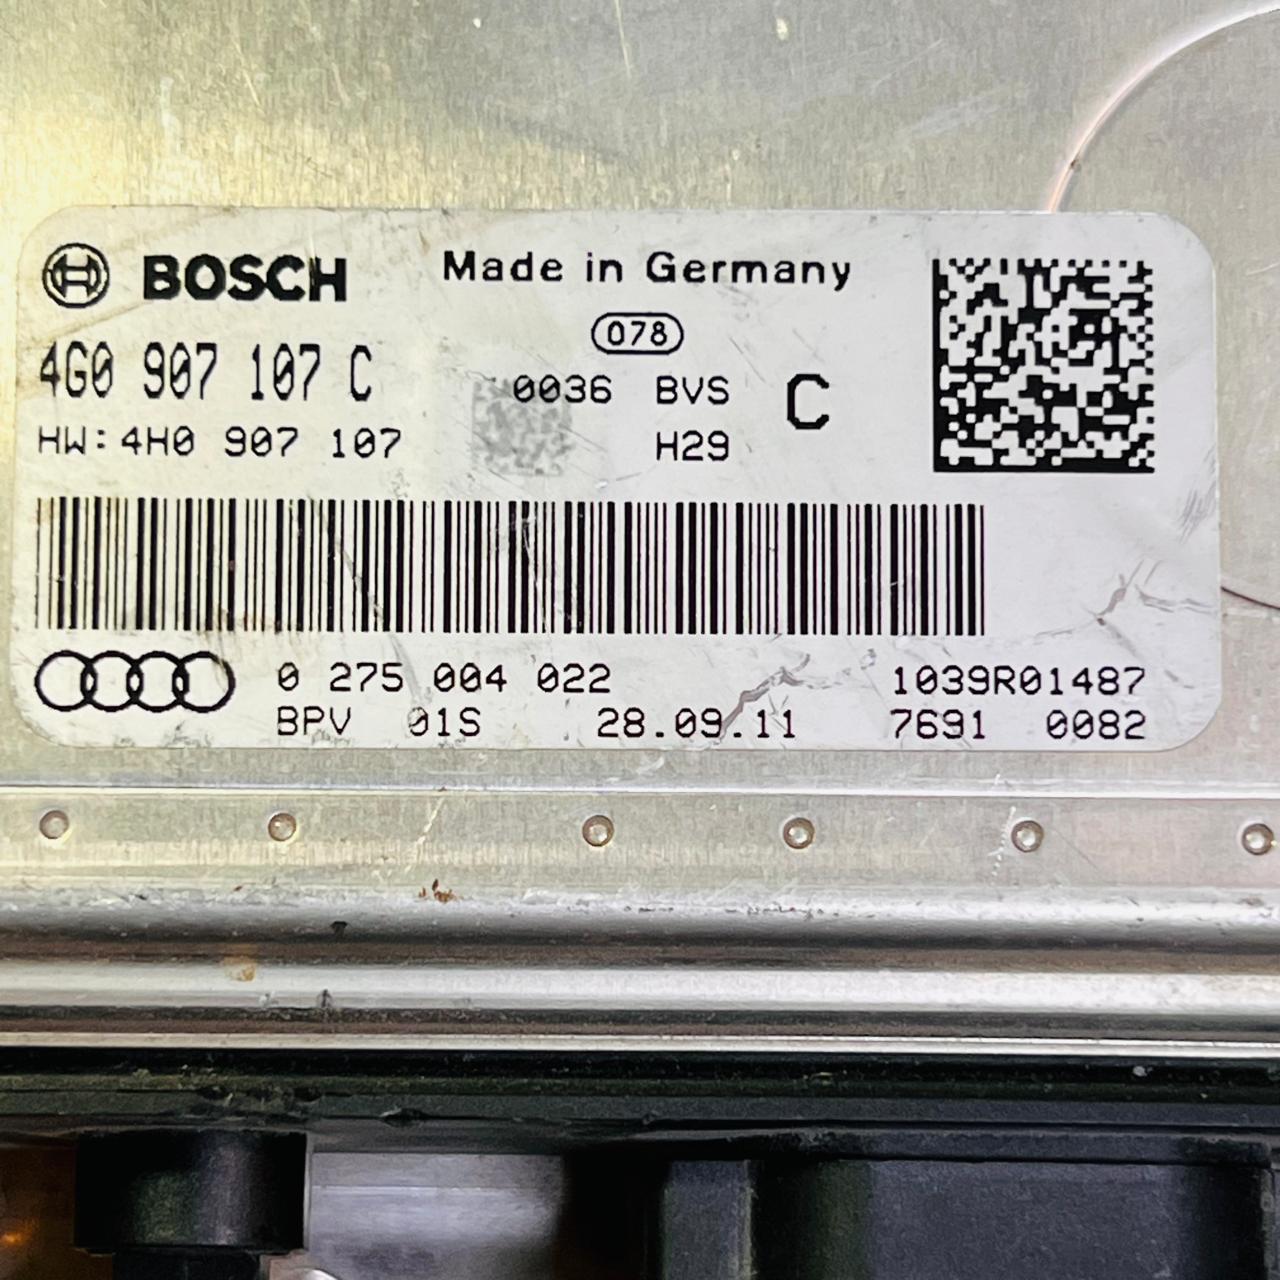 BOSCH Made in Germany
078
4G0 907 107 C 0036 BVS C
HW:4H0 907 107 H29
0 275 004 022 1039R01487
BPV 01S 28.09.11 7691 0082